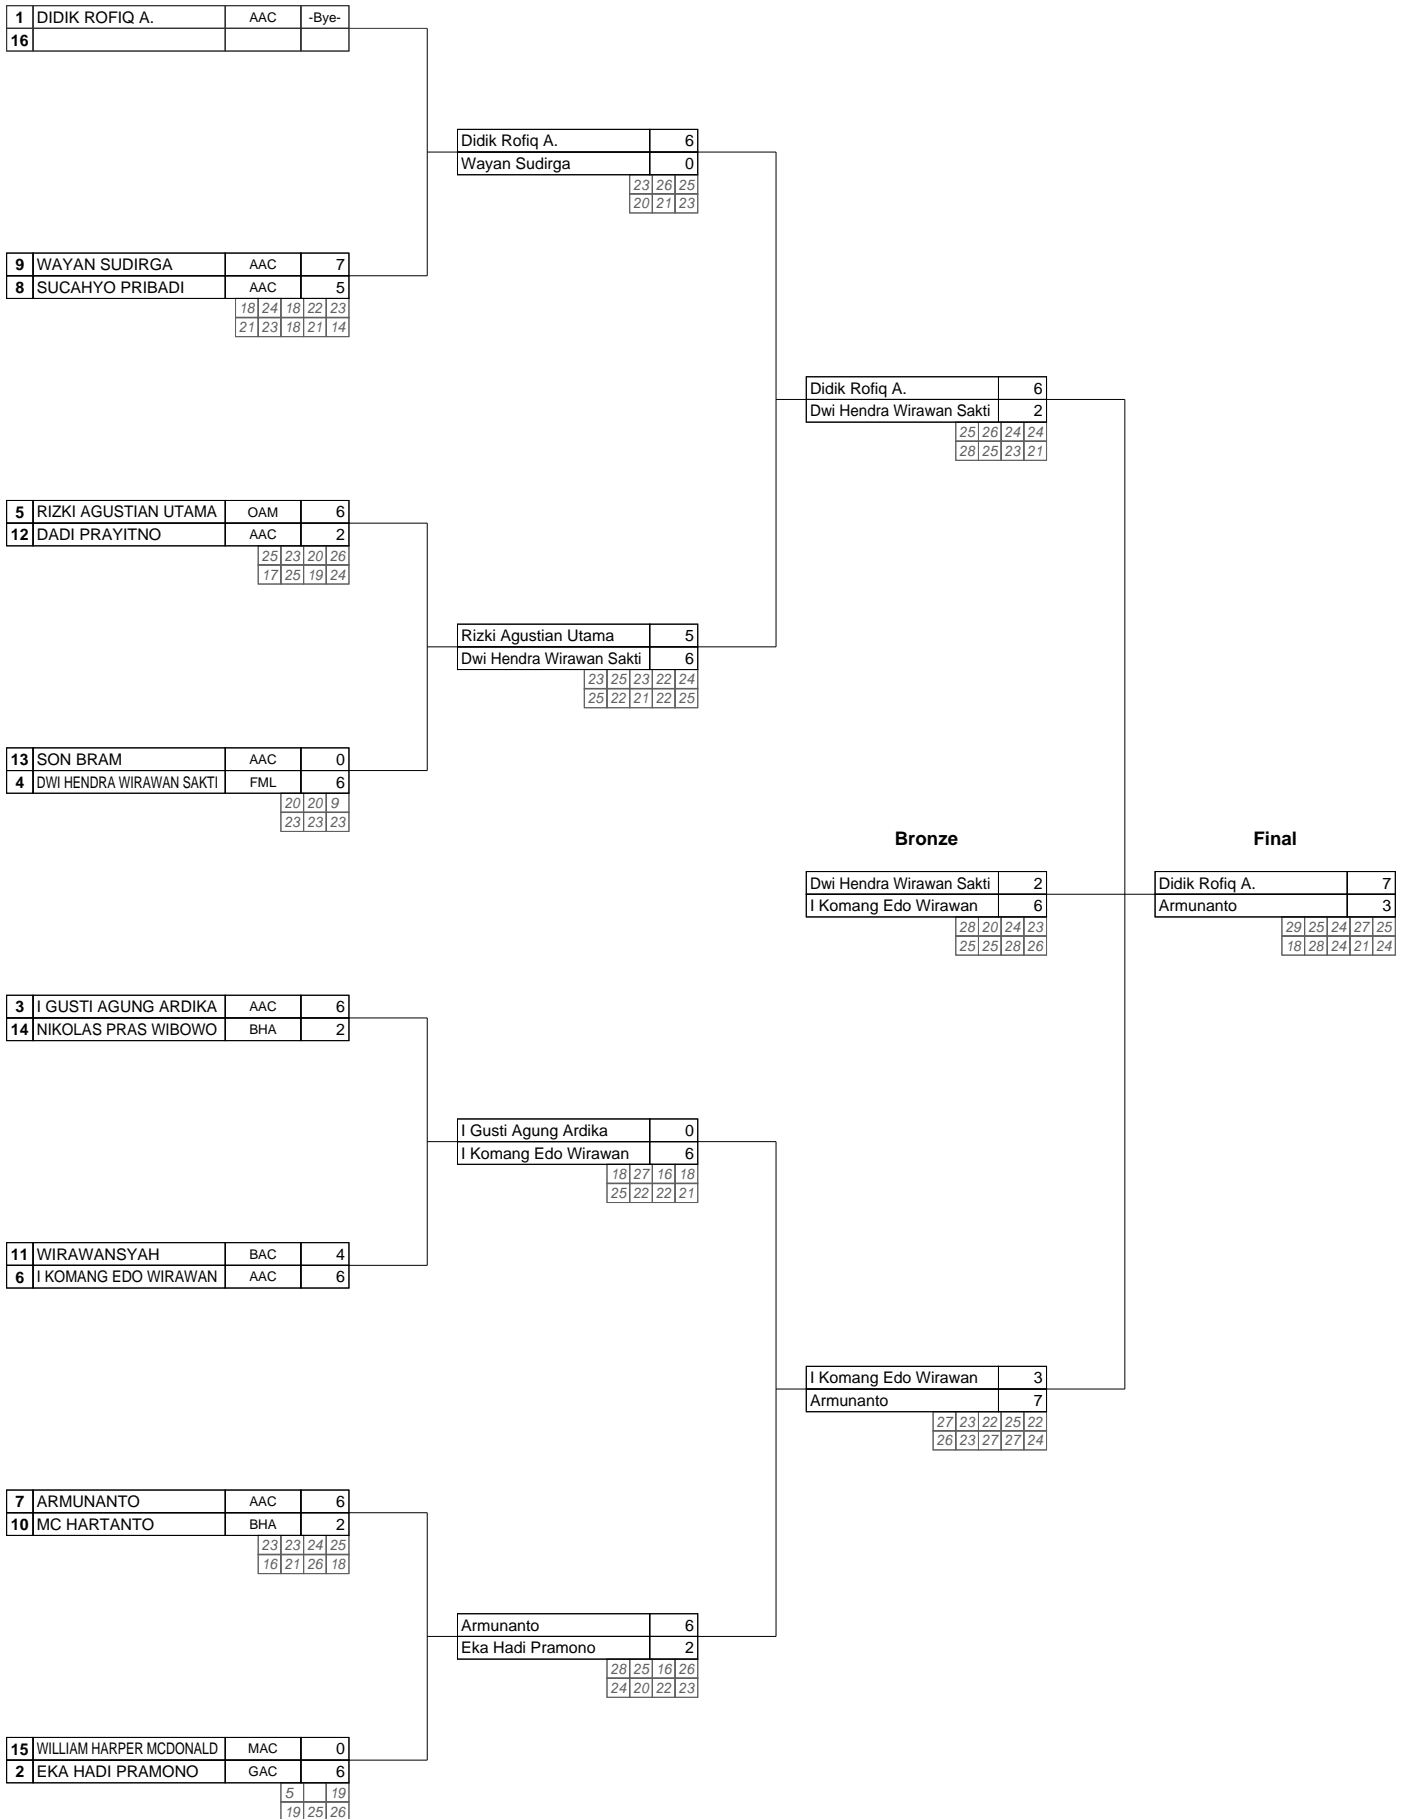 1 DIDIK ROFIQ A. AAC -Bye-
16
Didik Rofiq A. 6
Wayan Sudirga 0
23 26 25
20 21 23
9 WAYAN SUDIRGA AAC 7
8 SUCAHYO PRIBADI AAC 5
18 24 18 22 23
21 23 18 21 14
Didik Rofiq A. 6
Dwi Hendra Wirawan Sakti 2
25 26 24 24
28 25 23 21
5 RIZKI AGUSTIAN UTAMA OAM 6
12 DADI PRAYITNO AAC 2
25 23 20 26
17 25 19 24
Rizki Agustian Utama 5
Dwi Hendra Wirawan Sakti 6
23 25 23 22 24
25 22 21 22 25
13 SON BRAM AAC 0
4 DWI HENDRA WIRAWAN SAKTI FML 6
20 20 9
23 23 23
Bronze Final
Dwi Hendra Wirawan Sakti 2 Didik Rofiq A. 7
I Komang Edo Wirawan 6 Armunanto 3
28 20 24 23 29 25 24 27 25
25 25 28 26 18 28 24 21 24
3 I GUSTI AGUNG ARDIKA AAC 6
14 NIKOLAS PRAS WIBOWO BHA 2
I Gusti Agung Ardika 0
I Komang Edo Wirawan 6
18 27 16 18
25 22 22 21
11 WIRAWANSYAH BAC 4
6 I KOMANG EDO WIRAWAN AAC 6
I Komang Edo Wirawan 3
Armunanto 7
27 23 22 25 22
26 23 27 27 24
7 ARMUNANTO AAC 6
10 MC HARTANTO BHA 2
23 23 24 25
16 21 26 18
Armunanto 6
Eka Hadi Pramono 2
28 25 16 26
24 20 22 23
15 WILLIAM HARPER MCDONALD MAC 0
2 EKA HADI PRAMONO GAC 6
5 19
19 25 26